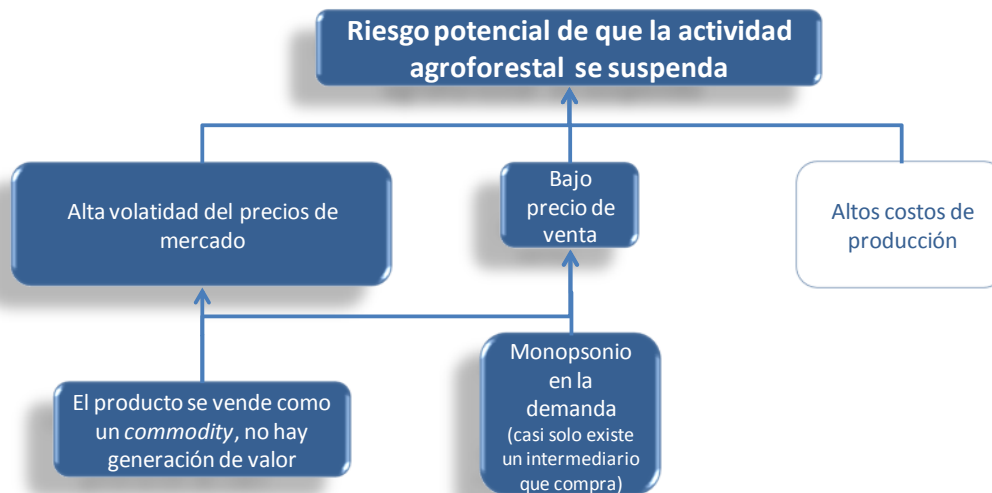 Riesgo potencial de que la actividad
agroforestal se suspenda
Alta volatidad del precios de
mercado
Bajo
precio de
venta
Altos costos de
producción
El producto se vende como
un commodity, no hay
generación de valor
Monopsonio
en la
demanda
(casi solo existe
un intermediario
que compra)